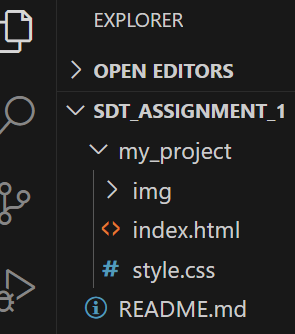 EXPLORER
OPEN EDITORS
SDT_ASSIGNMENT_1
my_project
img
index.html
style.css
README.md